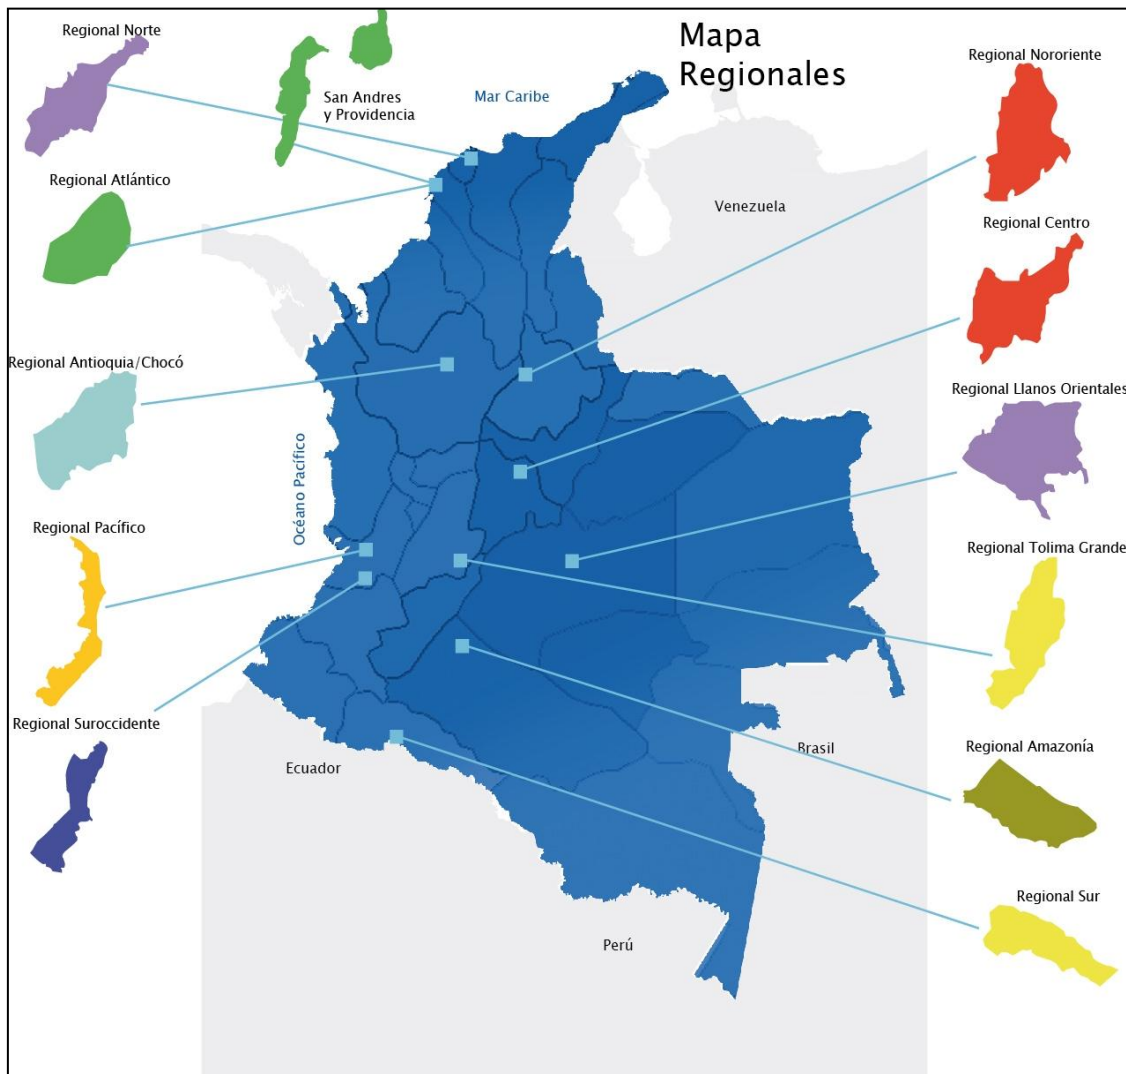 Mapa
Regionales
Regional Norte
San Andres
y Providencia
Mar Caribe
Regional Nororiente
Regional Atlántico
Venezuela
Regional Centro
Regional Antioquia/Chocó
Regional Llanos Orientales
Océano Pacífico
Regional Pacífico
Regional Tolima Grande
Regional Suroccidente
Ecuador
Brasil
Regional Amazonía
Regional Sur
Perú